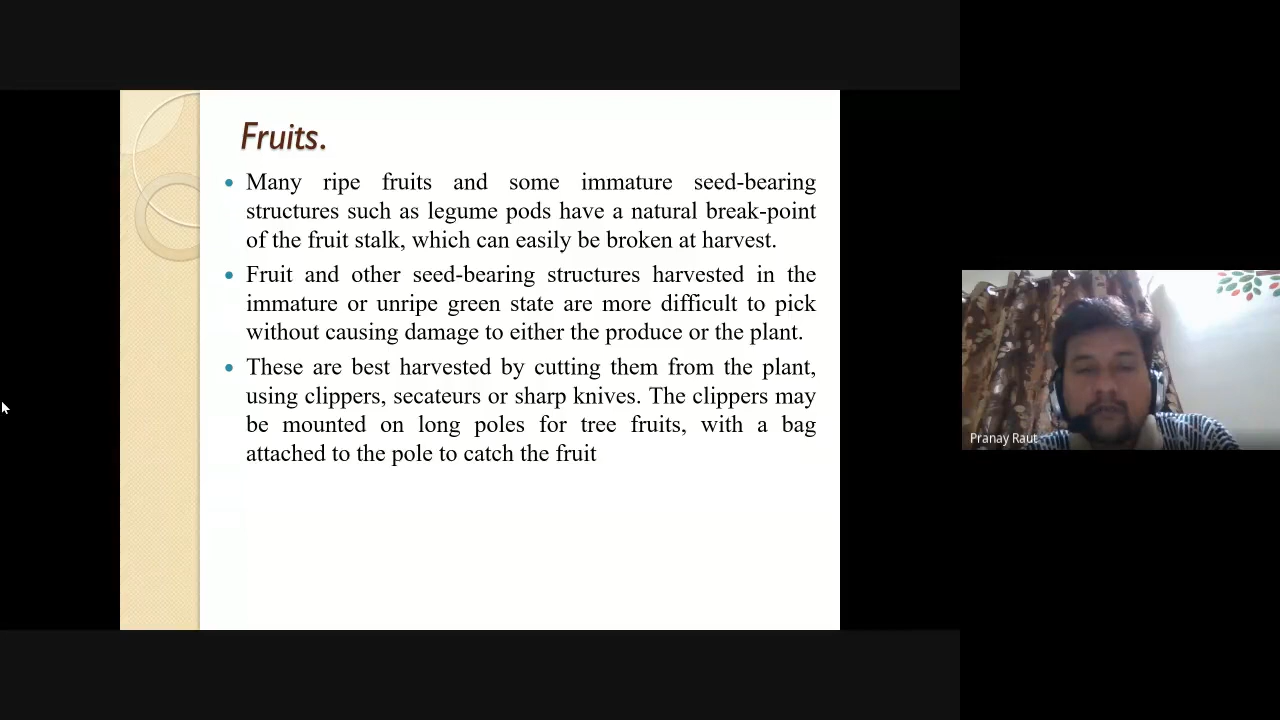 Fruits.
Many ripe fruits and some immature seed-bearing
structures such as legume pods have a natural break-point
of the fruit stalk, which can easily be broken at harvest.
Fruit and other seed-bearing structures harvested in the
immature or unripe green state are more difficult to pick
without causing damage to either the produce or the plant.
These are best harvested by cutting them from the plant,
using clippers, secateurs or sharp knives. The clippers may
be mounted on long poles for tree fruits, with a bag
attached to the pole to catch the fruit
Pranay Raut